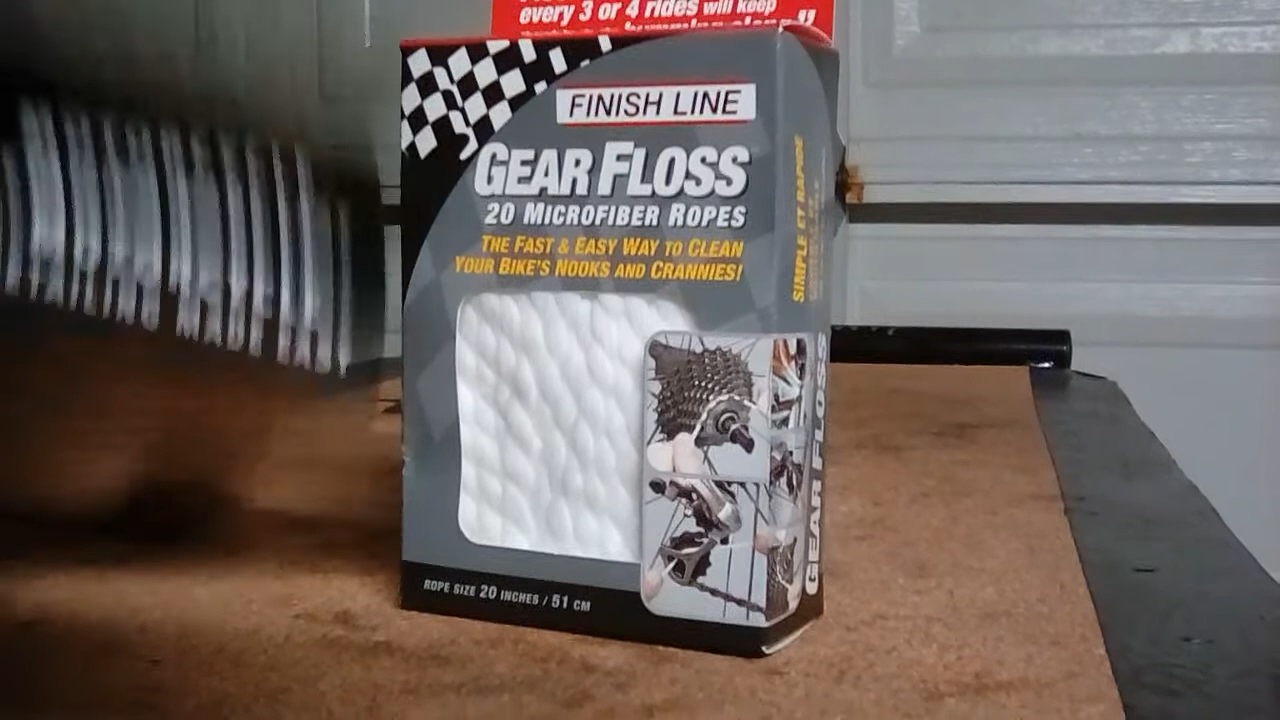 every 3 or 4 rides will keep
FINISH LINE
GEAR FLOSS
20 MICROFIBER ROPES
THE FAST & EASY WAY TO CLEAN
YOUR BIKE'S NOOKS AND CRANNIES!
ROPE SIZE 20 INCHES / 51 CM
SIMPLE ET RAPIDE
GEAR FLOSS